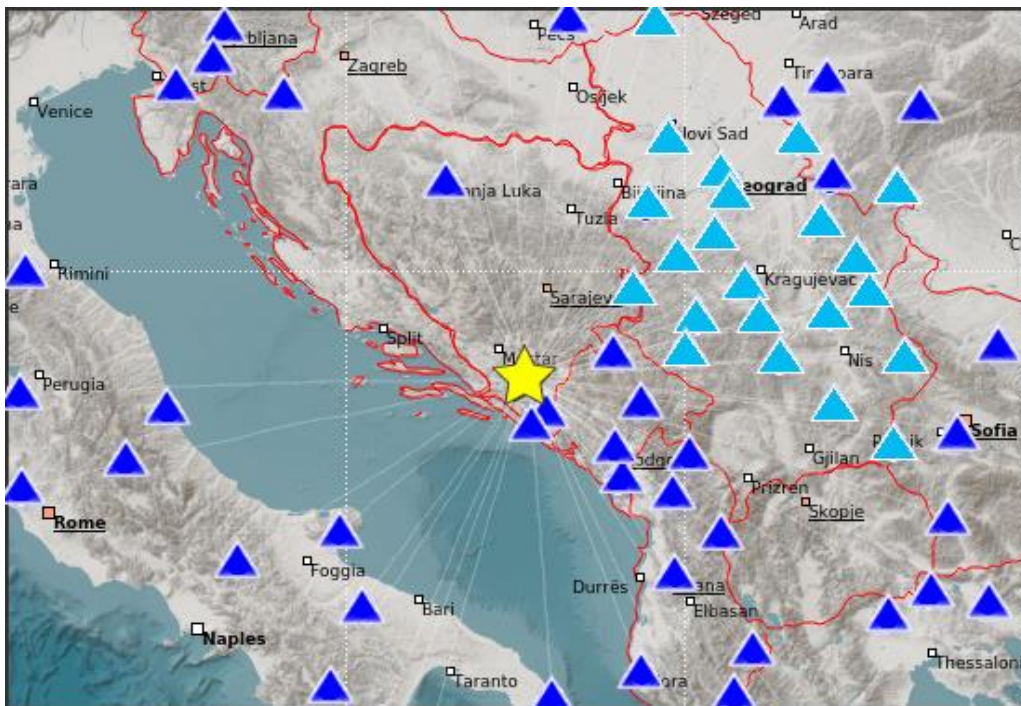 Szeged
Arad
Pecs
Zagreb
Osijek
Venice
Novi Sad
Beograd
Banja Luka
Bijeljina
Tuzla
Rimini
Kragujevac
Sarajevo
Split
Mostar
Nis
Perugia
Sofia
Gjilan
Prizren
Skopje
Rome
Foggia
Durrës
Elbasan
Bari
Naples
Taranto